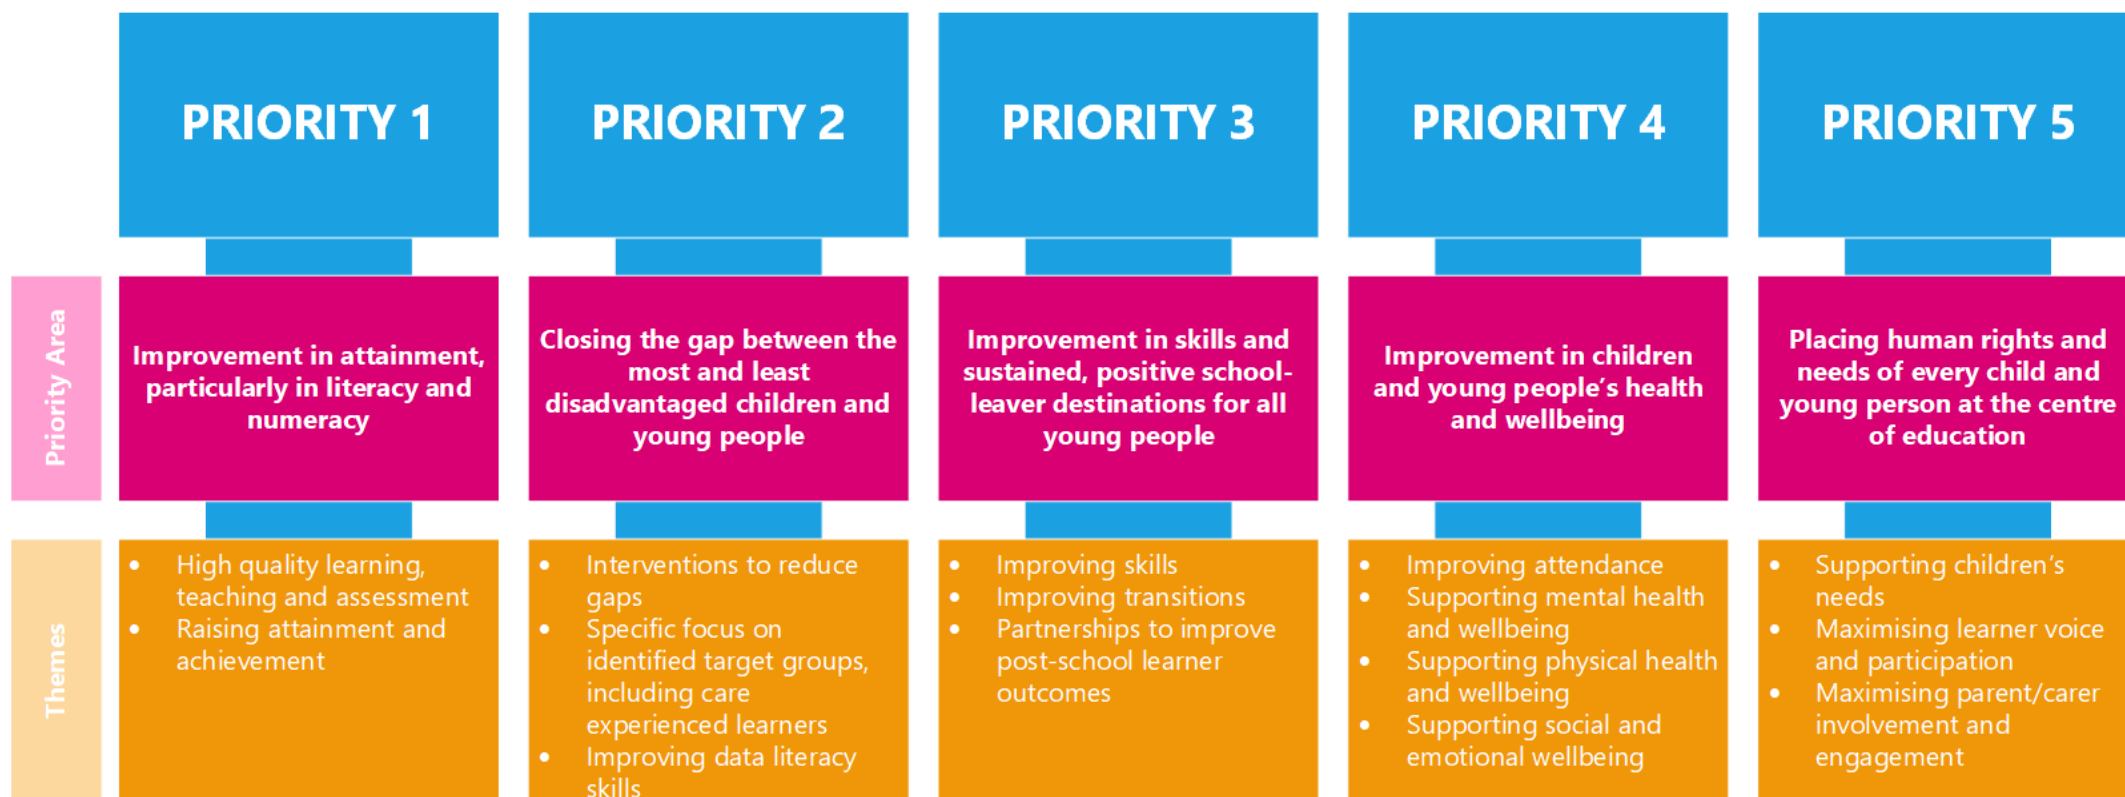 PRIORITY 1
PRIORITY 2
PRIORITY 3
PRIORITY 4
PRIORITY 5
Priority Area
Improvement in attainment,
particularly in literacy and
numeracy
Closing the gap between the
most and least
disadvantaged children and
young people
Improvement in skills and
sustained, positive school-
leaver destinations for all
young people
Improvement in children
and young people’s health
and wellbeing
Placing human rights and
needs of every child and
young person at the centre
of education
Themes
• High quality learning,
teaching and assessment
• Raising attainment and
achievement
• Interventions to reduce
gaps
• Specific focus on
identified target groups,
including care
experienced learners
• Improving data literacy
skills
• Improving skills
• Improving transitions
• Partnerships to improve
post-school learner
outcomes
• Improving attendance
• Supporting mental health
and wellbeing
• Supporting physical health
and wellbeing
• Supporting social and
emotional wellbeing
• Supporting children’s
needs
• Maximising learner voice
and participation
• Maximising parent/carer
involvement and
engagement